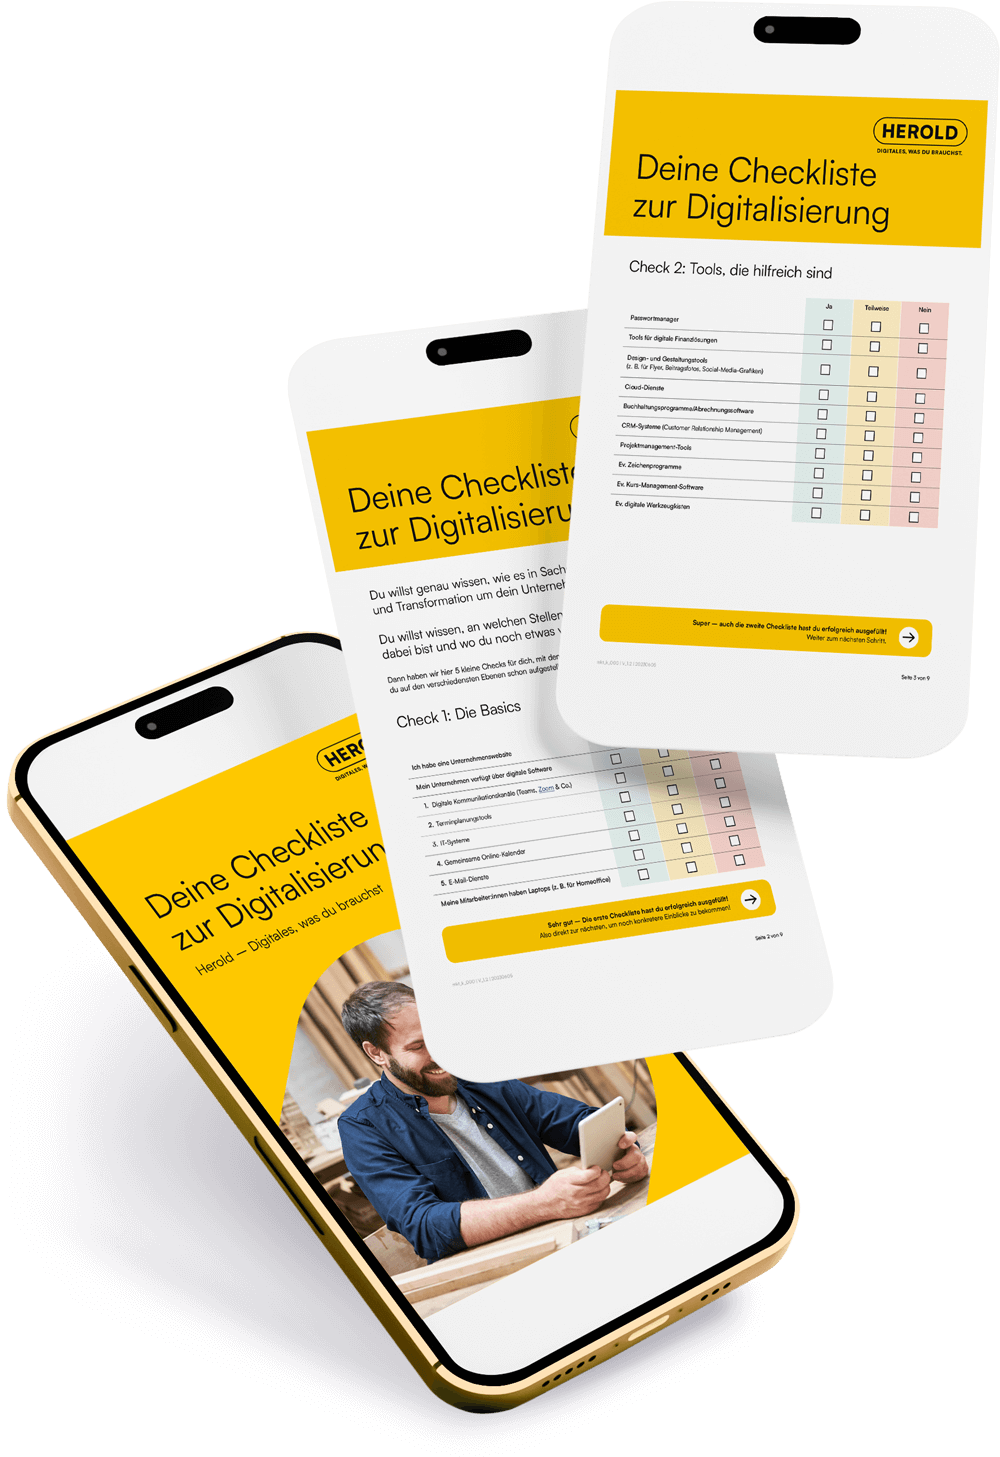 HEROLD
DIGITALES, WAS DU BRAUCHST.
Deine Checkliste
zur Digitalisierung
Check 2: Tools, die hilfreich sind
Ja Teilweise Nein
Passwortmanager
Tools für digitale Finanzlösungen
Design- und Gestaltungstools
(z. B. für Flyer, Beitragsfotos, Social-Media-Grafiken)
Cloud-Dienste
Buchhaltungsprogramme/Abrechnungssoftware
CRM-Systeme (Customer Relationship Management)
Projektmanagement-Tools
Ev. Zeichenprogramme
Ev. Kurs-Management-Software
Ev. digitale Werkzeugkisten
Super — auch die zweite Checkliste hast du erfolgreich ausgefüllt!
Weiter zum nächsten Schritt.
Seite 3 von 9
Deine Checkliste
zur Digitalisieru
Du willst genau wissen, wie es in Sach
und Transformation um dein Unterneh
Du willst wissen, an welchen Stellen
dabei bist und wo du noch etwas v
Dann haben wir hier 5 kleine Checks für dich, mit der
du auf den verschiedensten Ebenen schon aufgestell
Check 1: Die Basics
Ich habe eine Unternehmenswebsite
Mein Unternehmen verfügt über digitale Software
1. Digitale Kommunikationskanäle (Teams, Zoom & Co.)
2. Terminplanungstools
3. IT-Systeme
4. Gemeinsame Online-Kalender
5. E-Mail-Dienste
Meine Mitarbeiter:innen haben Laptops (z. B. für Homeoffice)
Sehr gut — Die erste Checkliste hast du erfolgreich ausgefüllt!
Also direkt zur nächsten, um noch konkretere Einblicke zu bekommen!
Seite 2 von 9
HERO
DIGITALES, W
Deine Checkliste
zur Digitalisierun
Herold — Digitales, was du brauchst